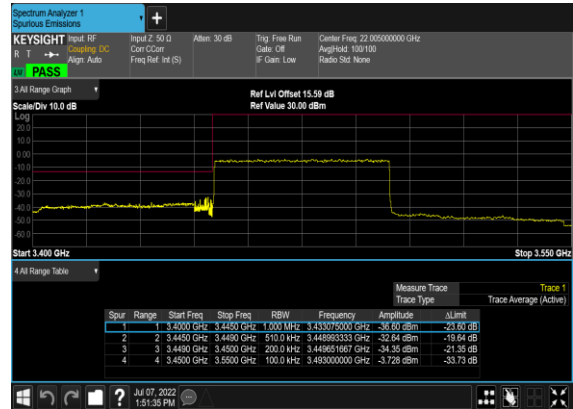 Spectrum Analyzer 1
Spurious Emissions
KEYSIGHT Input: RF Input Z: 50 Ω Atten: 30 dB Trig: Free Run Center Freq: 22.005000000 GHz
R T Coupling: DC Corr CCorr Gate: Off Avg|Hold: 100/100
Align: Auto Freq Ref: Int (S) IF Gain: Low Radio Std: None
PASS
3 All Range Graph
Ref Lvl Offset 15.59 dB
Scale/Div 10.0 dB Ref Value 30.00 dBm
Log
20.0
10.0
0.00
-10.0
-20.0
-30.0
-40.0
-50.0
-60.0
Start 3.400 GHz Stop 3.550 GHz
4 All Range Table
Measure Trace Trace 1
Trace Type Trace Average (Active)
Spur Range Start Freq Stop Freq RBW Frequency Amplitude ΔLimit
1 1 3.4000 GHz 3.4450 GHz 1.000 MHz 3.433075000 GHz -36.60 dBm -23.60 dB
2 2 3.4450 GHz 3.4490 GHz 510.0 kHz 3.448993333 GHz -32.64 dBm -19.64 dB
3 3 3.4490 GHz 3.4500 GHz 200.0 kHz 3.449651667 GHz -34.35 dBm -21.35 dB
4 4 3.4500 GHz 3.5500 GHz 100.0 kHz 3.493000000 GHz -3.728 dBm -33.73 dB
? Jul 07, 2022
1:51:35 PM